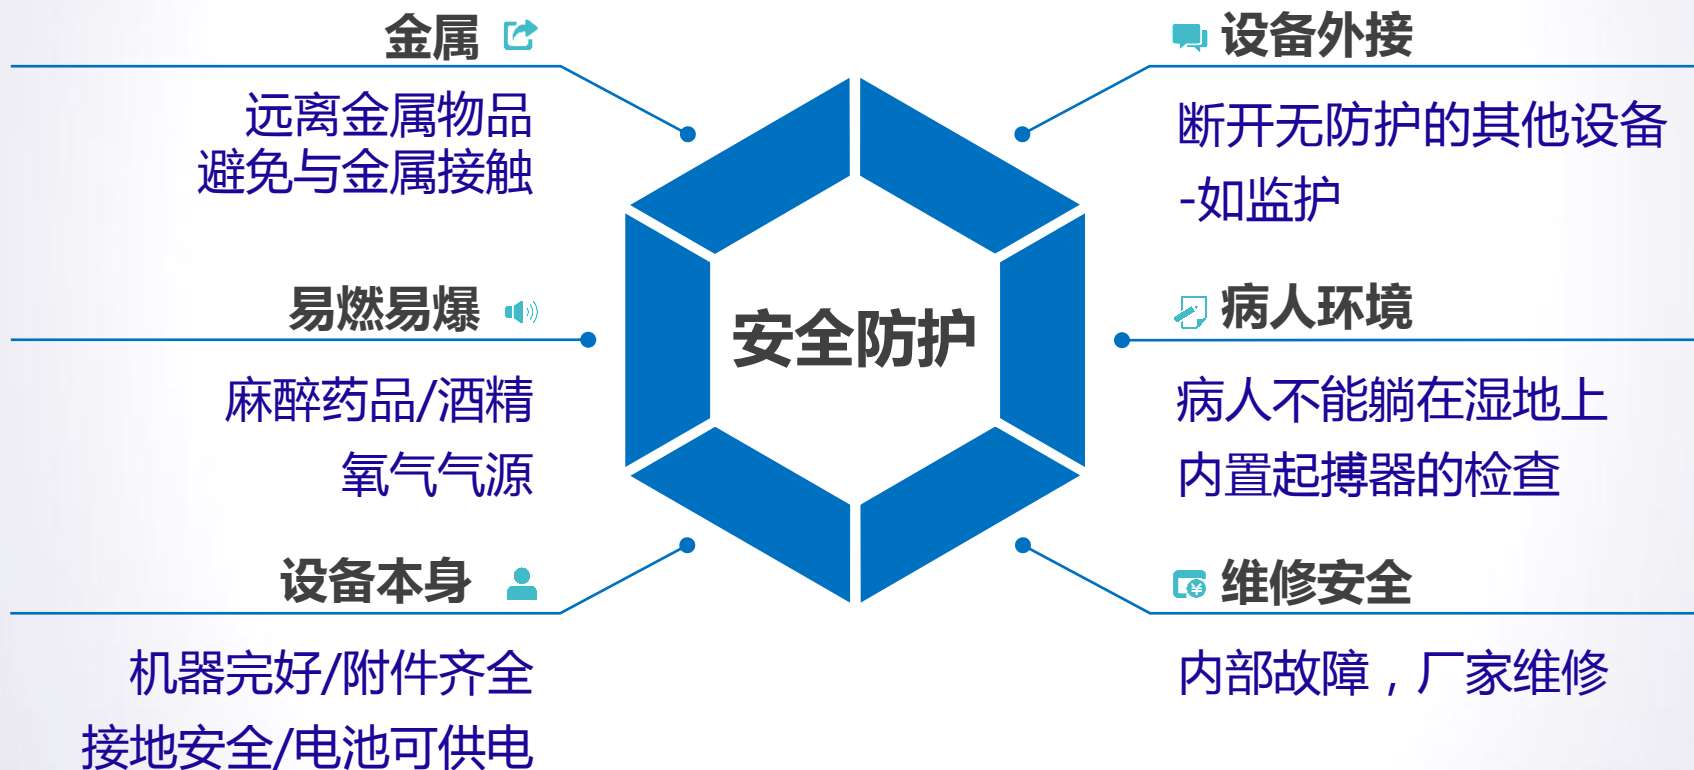 金属
远离金属物品
避免与金属接触
易燃易爆
麻醉药品/酒精
氧气气源
设备本身
机器完好/附件齐全
接地安全/电池可供电
安全防护
设备外接
断开无防护的其他设备
-如监护
病人环境
病人不能躺在湿地上
内置起搏器的检查
维修安全
¥
内部故障，厂家维修